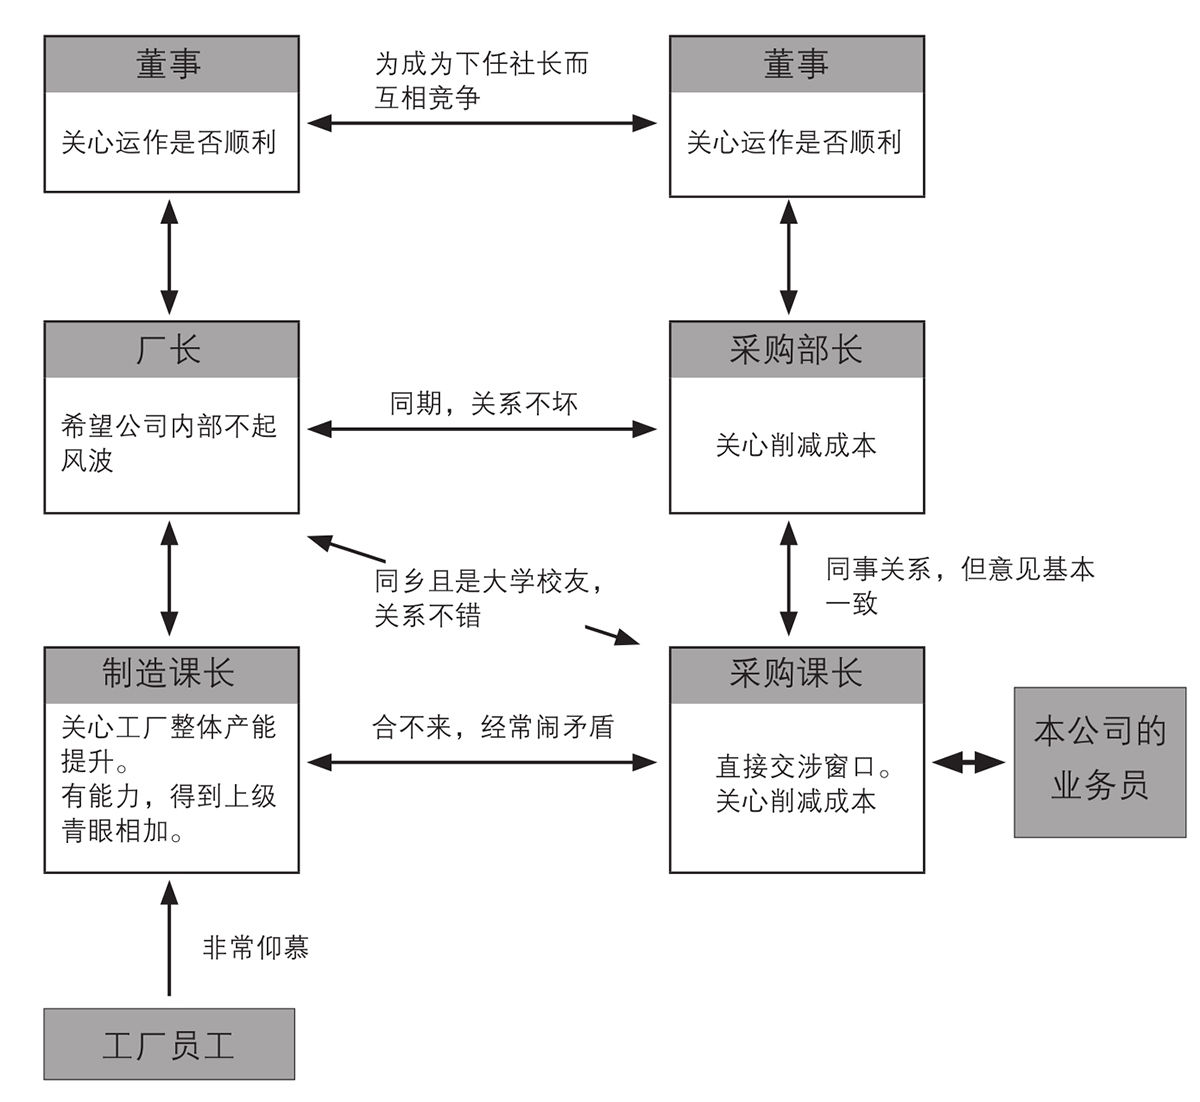 董事
为成为下任社长而
互相竞争
董事
关心运作是否顺利
关心运作是否顺利
厂长
采购部长
希望公司内部不起
风波
同期，关系不坏
关心削减成本
同乡且是大学校友，
关系不错
同事关系，但意见基本
一致
制造课长
采购课长
关心工厂整体产能
提升。
有能力，得到上级
青眼相加。
合不来，经常闹矛盾
直接交涉窗口。
关心削减成本
本公司的
业务员
非常仰慕
工厂员工